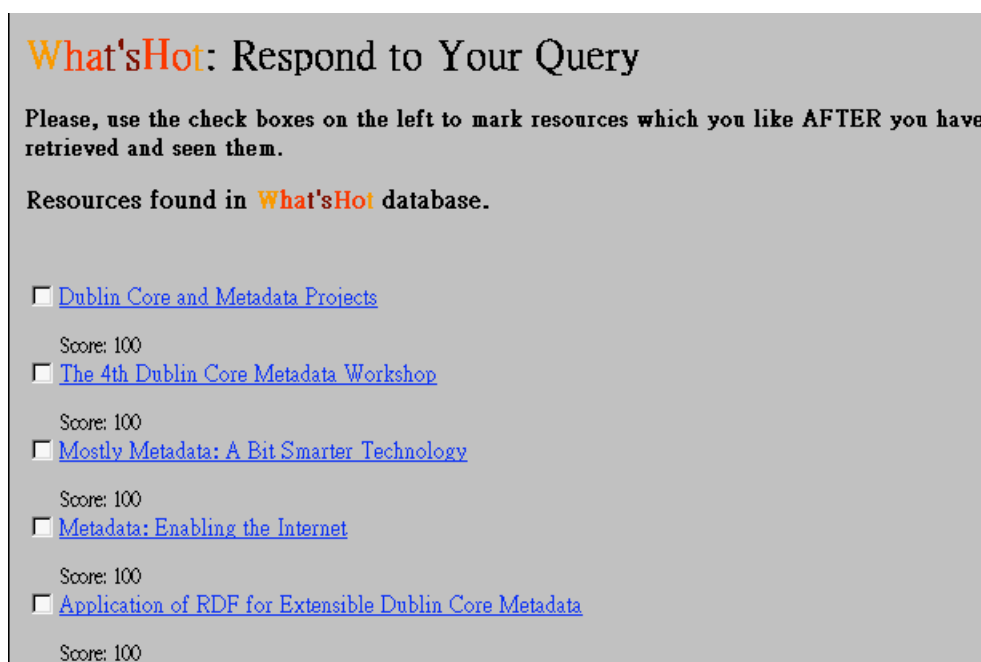 What'sHot: Respond to Your Query
Please, use the check boxes on the left to mark resources which you like AFTER you have
retrieved and seen them.
Resources found in What'sHot database.
Dublin Core and Metadata Projects
Score: 100
The 4th Dublin Core Metadata Workshop
Score: 100
Mostly Metadata: A Bit Smarter Technology
Score: 100
Metadata: Enabling the Internet
Score: 100
Application of RDF for Extensible Dublin Core Metadata
Score: 100